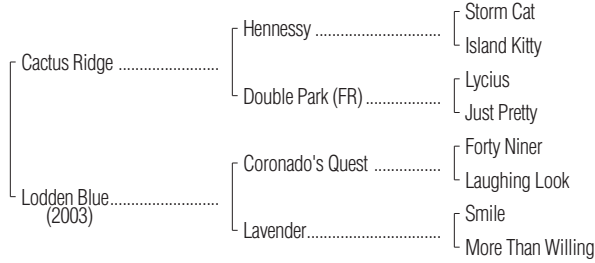 Storm Cat
Hennessy
Island Kitty
Cactus Ridge
Lycius
Double Park (FR)
Just Pretty
Forty Niner
Coronado's Quest
Laughing Look
Lodden Blue
(2003)
Smile
Lavender
More Than Willing